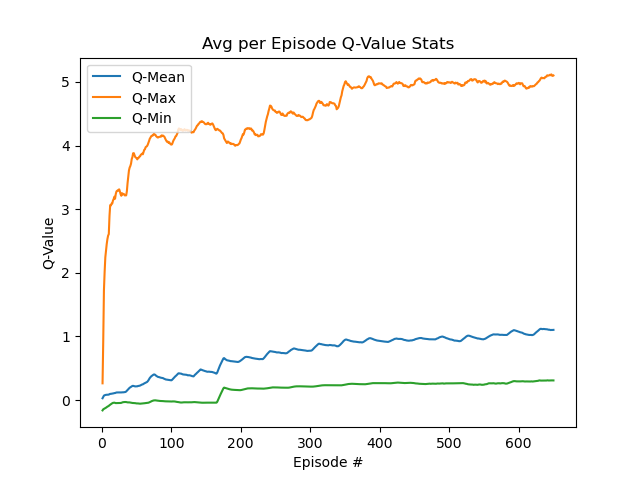 Avg per Episode Q-Value Stats
Q-Mean
Q-Max
Q-Min
Q-Value
5
4
3
2
1
0
0 100 200 300 400 500 600
Episode #